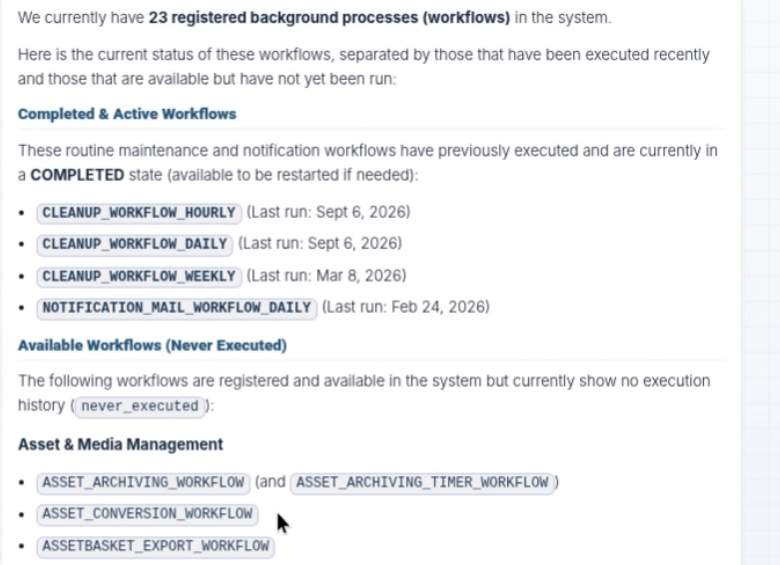 We currently have 23 registered background processes (workflows) in the system.
Here is the current status of these workflows, separated by those that have been executed recently
and those that are available but have not yet been run:
Completed & Active Workflows
These routine maintenance and notification workflows have previously executed and are currently in
a COMPLETED state (available to be restarted if needed):
• CLEANUP_WORKFLOW_HOURLY (Last run: Sept 6, 2026)
• CLEANUP_WORKFLOW_DAILY (Last run: Sept 6, 2026)
• CLEANUP_WORKFLOW_WEEKLY (Last run: Mar 8, 2026)
• NOTIFICATION_MAIL_WORKFLOW_DAILY (Last run: Feb 24, 2026)
Available Workflows (Never Executed)
The following workflows are registered and available in the system but currently show no execution
history (never_executed):
Asset & Media Management
• ASSET_ARCHIVING_WORKFLOW (and ASSET_ARCHIVING_TIMER_WORKFLOW)
• ASSET_CONVERSION_WORKFLOW
• ASSETBASKET_EXPORT_WORKFLOW